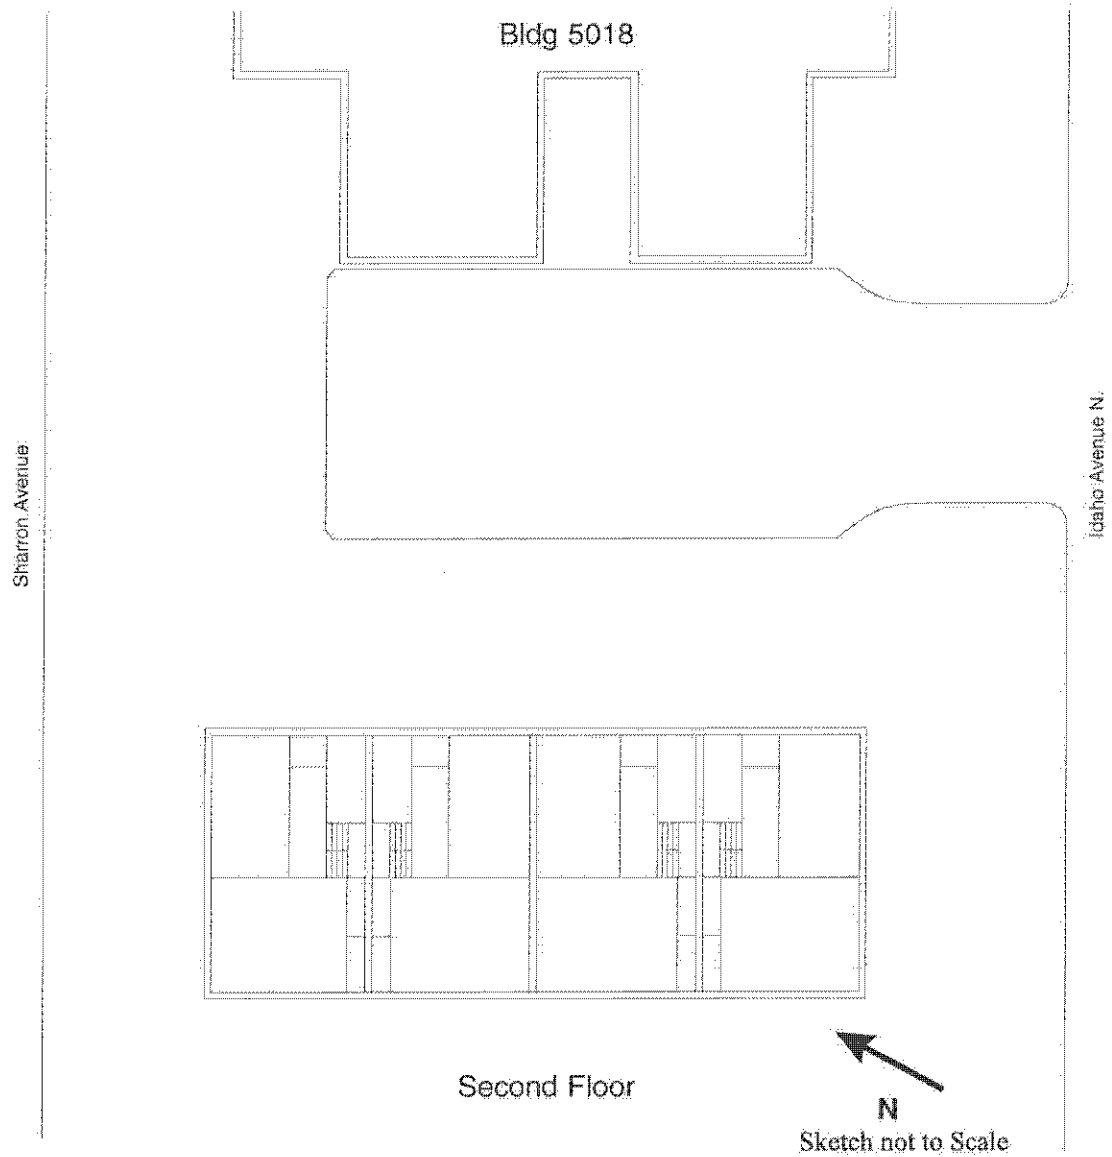 Bldg 5018
Sharron Avenue
Idaho Avenue N.
Second Floor
N
Sketch not to Scale